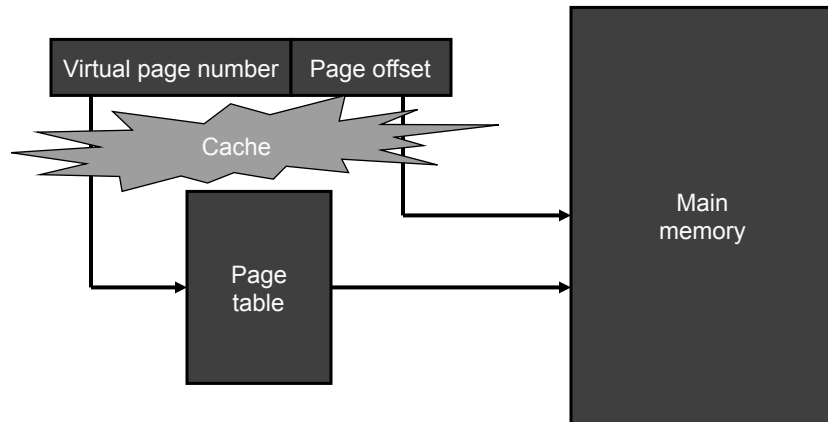 Virtual page number
Page offset
Cache
Page
table
Main
memory